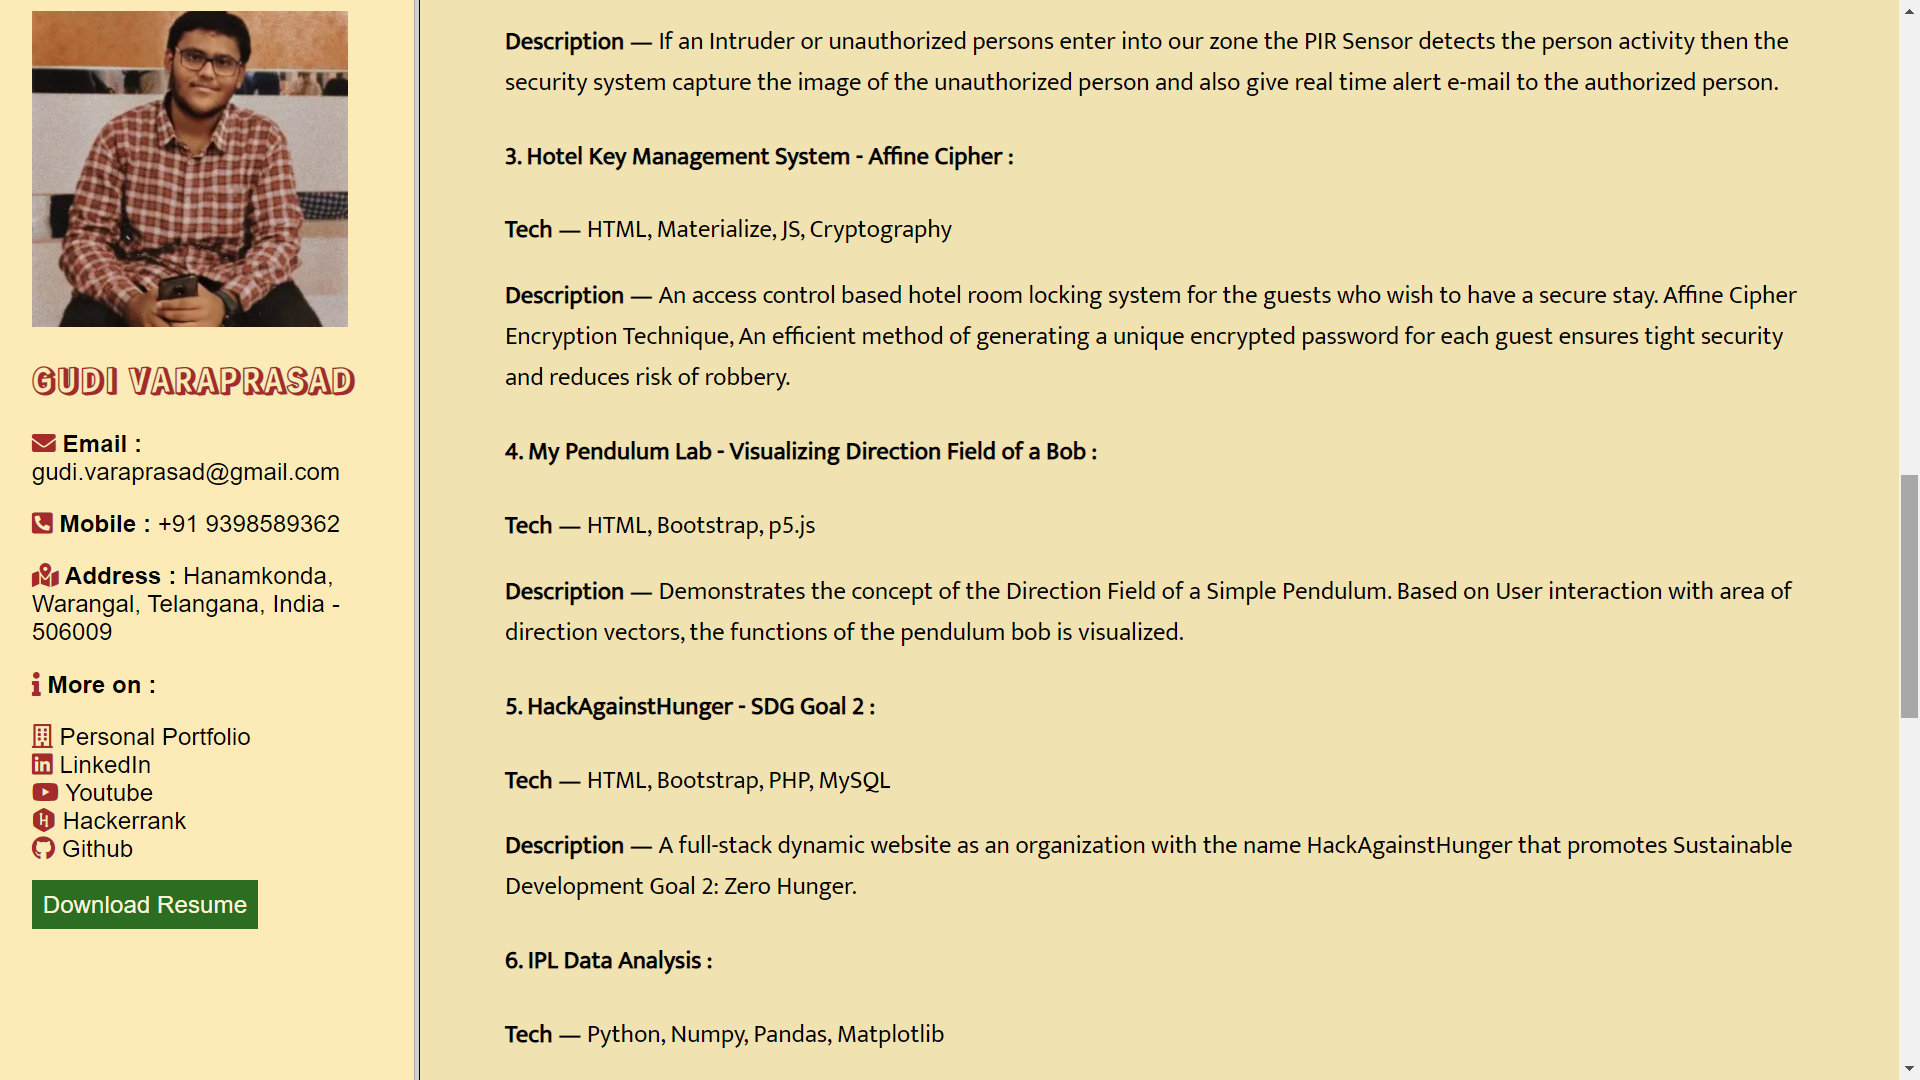 GUDI VARAPRASAD
Email :
gudi.varaprasad@gmail.com
Mobile : +91 9398589362
Address : Hanamkonda,
Warangal, Telangana, India -
506009
More on :
Personal Portfolio
LinkedIn
Youtube
Hackerrank
Github
Download Resume
Description — If an Intruder or unauthorized persons enter into our zone the PIR Sensor detects the person activity then the
security system capture the image of the unauthorized person and also give real time alert e-mail to the authorized person.
3. Hotel Key Management System - Affine Cipher :
Tech — HTML, Materialize, JS, Cryptography
Description — An access control based hotel room locking system for the guests who wish to have a secure stay. Affine Cipher
Encryption Technique, An efficient method of generating a unique encrypted password for each guest ensures tight security
and reduces risk of robbery.
4. My Pendulum Lab - Visualizing Direction Field of a Bob :
Tech — HTML, Bootstrap, p5.js
Description — Demonstrates the concept of the Direction Field of a Simple Pendulum. Based on User interaction with area of
direction vectors, the functions of the pendulum bob is visualized.
5. HackAgainstHunger - SDG Goal 2 :
Tech — HTML, Bootstrap, PHP, MySQL
Description — A full-stack dynamic website as an organization with the name HackAgainstHunger that promotes Sustainable
Development Goal 2: Zero Hunger.
6. IPL Data Analysis :
Tech — Python, Numpy, Pandas, Matplotlib